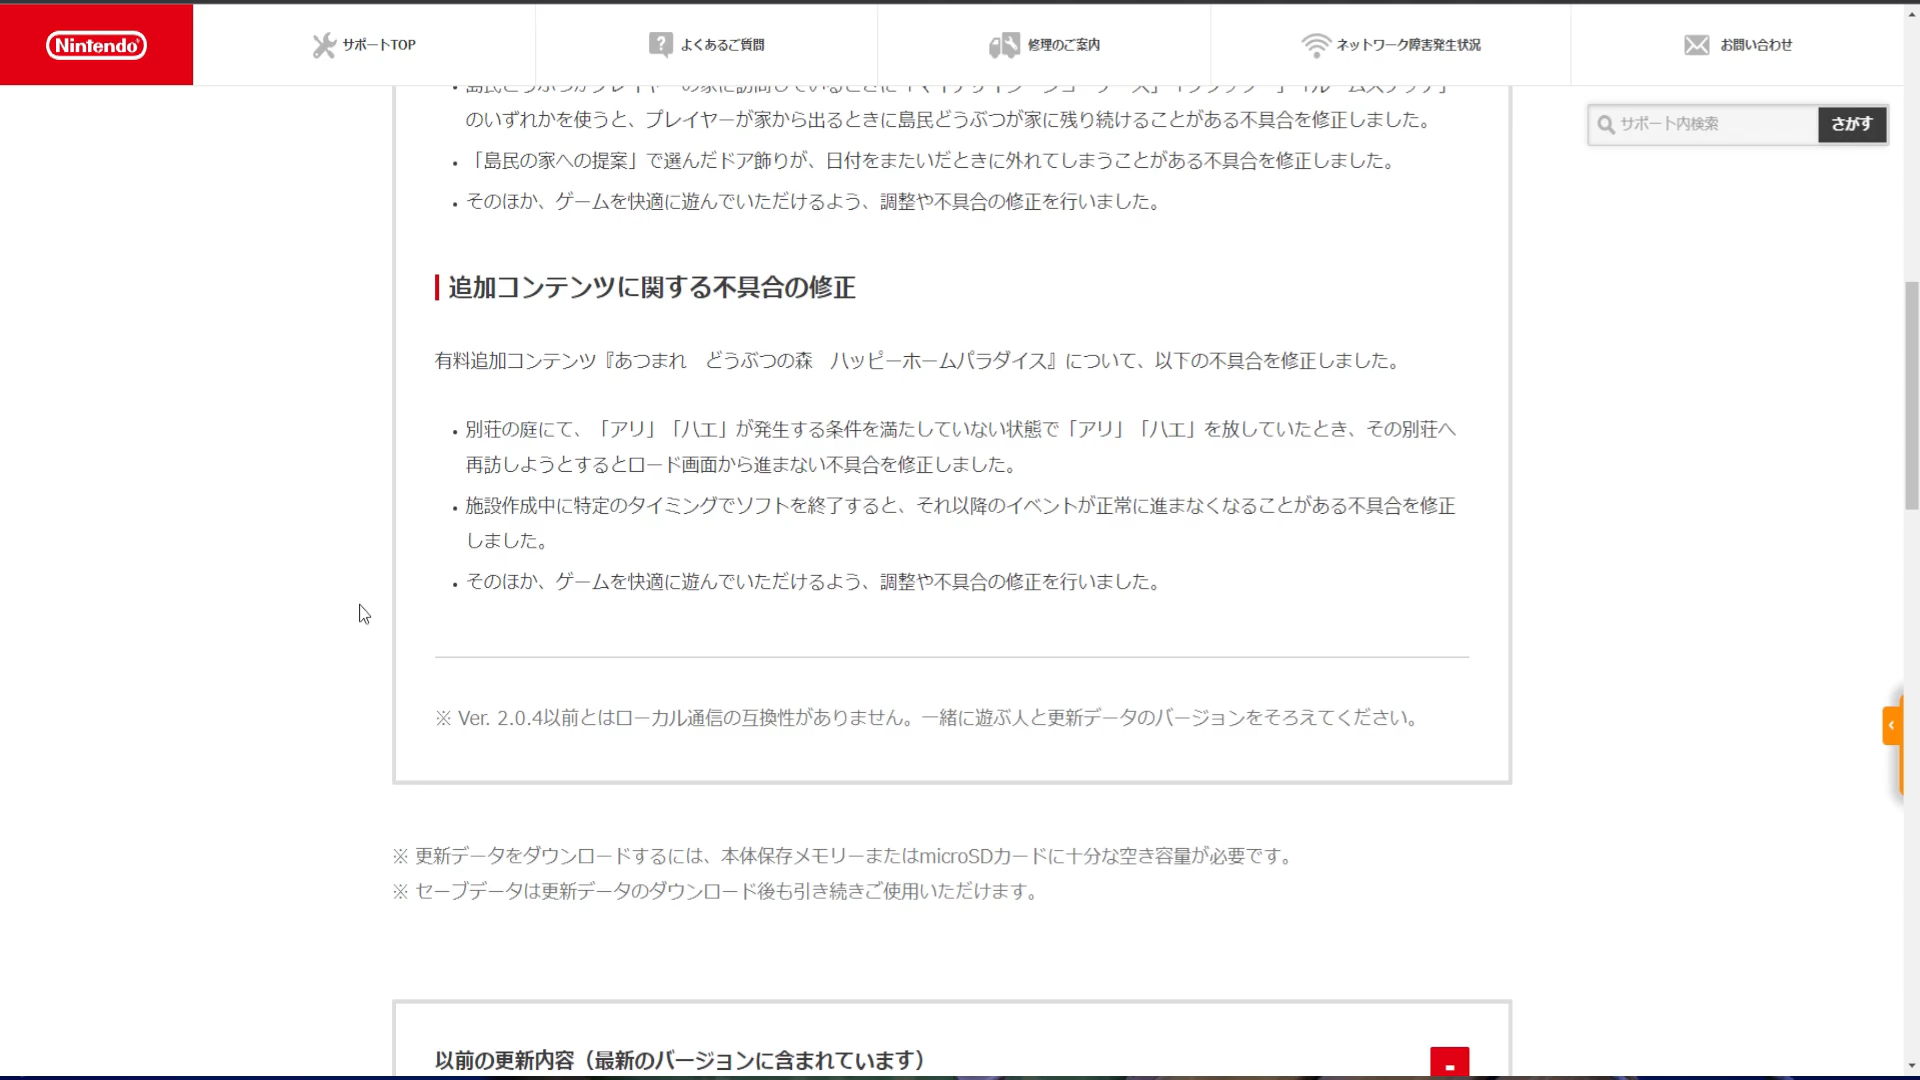 Nintendo
サポートTOP
よくあるご質問
修理のご案内
ネットワーク障害発生状況
お問い合わせ
サポート内検索
さがす
のいずれかを使うと、プレイヤーが家から出るときに島民どうぶつが家に残り続けることがある不具合を修正しました。
・「島民の家への提案」で選んだドア飾りが、日付をまたいだときに外れてしまうことがある不具合を修正しました。
・そのほか、ゲームを快適に遊んでいただけるよう、調整や不具合の修正を行いました。
追加コンテンツに関する不具合の修正
有料追加コンテンツ『あつまれ　どうぶつの森　ハッピーホームパラダイス』について、以下の不具合を修正しました。
・別荘の庭にて、「アリ」「ハエ」が発生する条件を満たしていない状態で「アリ」「ハエ」を放していたとき、その別荘へ
再訪しようとするとロード画面から進まない不具合を修正しました。
・施設作成中に特定のタイミングでソフトを終了すると、それ以降のイベントが正常に進まなくなることがある不具合を修正
しました。
・そのほか、ゲームを快適に遊んでいただけるよう、調整や不具合の修正を行いました。
※ Ver. 2.0.4以前とはローカル通信の互換性がありません。一緒に遊ぶ人と更新データのバージョンをそろえてください。
※ 更新データをダウンロードするには、本体保存メモリーまたはmicroSDカードに十分な空き容量が必要です。
※ セーブデータは更新データのダウンロード後も引き続きご使用いただけます。
以前の更新内容（最新のバージョンに含まれています）